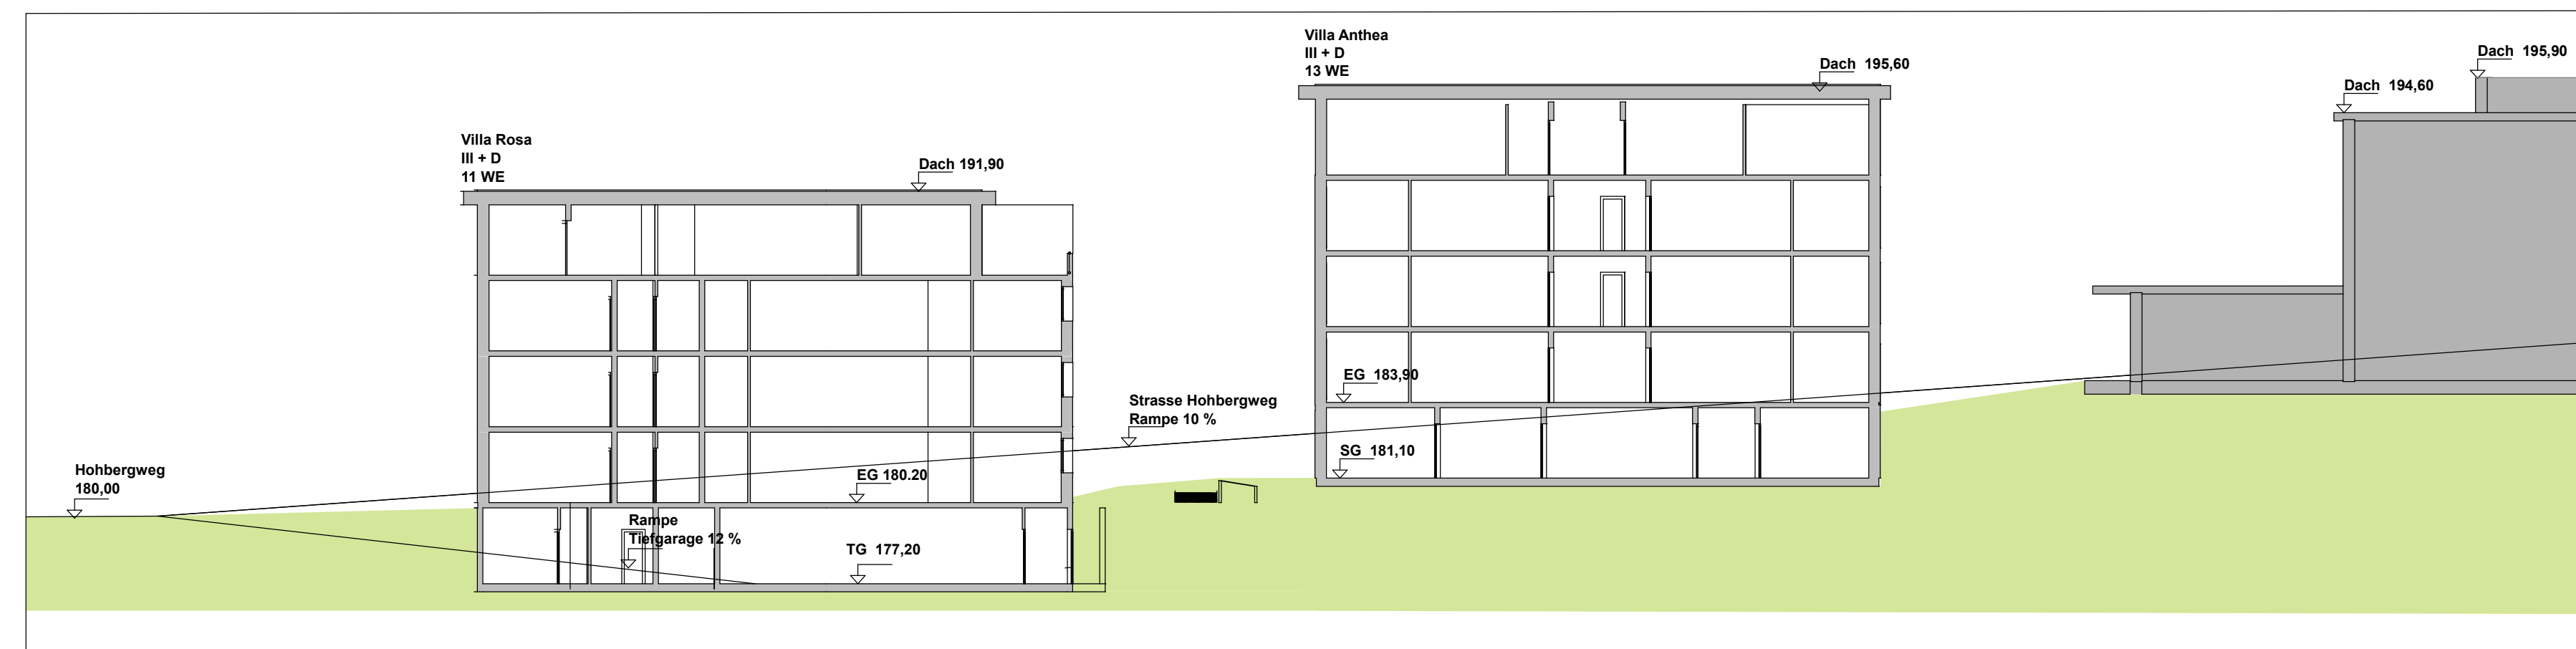 Villa Rosa
III + D
11 WE
Dach 191,90
Villa Anthea
III + D
13 WE
Dach 195,60
Dach 194,60
Dach 195,90
Hohbergweg
180,00
Rampe
Tiefgarage 12 %
EG 180.20
TG 177,20
Strasse Hohbergweg
Rampe 10 %
EG 183,90
SG 181,10